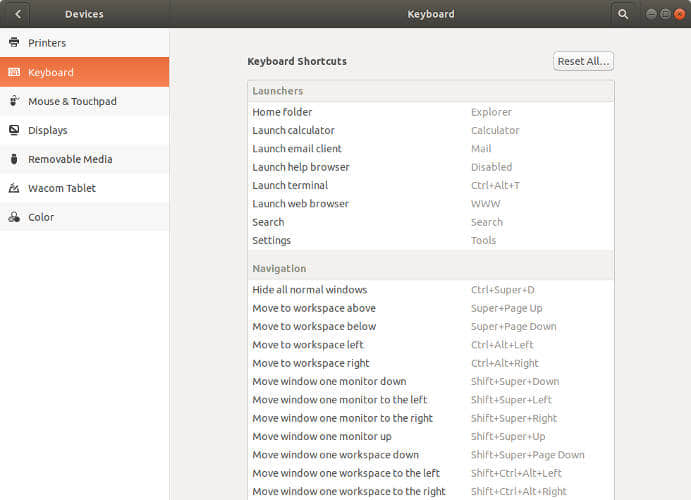 Devices
Keyboard
Printers
Keyboard
Mouse & Touchpad
Displays
Removable Media
Wacom Tablet
Color
Keyboard Shortcuts
Reset All...
Launchers
Home folder Explorer
Launch calculator Calculator
Launch email client Mail
Launch help browser Disabled
Launch terminal Ctrl+Alt+T
Launch web browser WWW
Search Search
Settings Tools
Navigation
Hide all normal windows Ctrl+Super+D
Move to workspace above Super+Page Up
Move to workspace below Super+Page Down
Move to workspace left Ctrl+Alt+Left
Move to workspace right Ctrl+Alt+Right
Move window one monitor down Shift+Super+Down
Move window one monitor to the left Shift+Super+Left
Move window one monitor to the right Shift+Super+Right
Move window one monitor up Shift+Super+Up
Move window one workspace down Shift+Super+Page Down
Move window one workspace to the left Shift+Ctrl+Alt+Left
Move window one workspace to the right Shift+Ctrl+Alt+Right